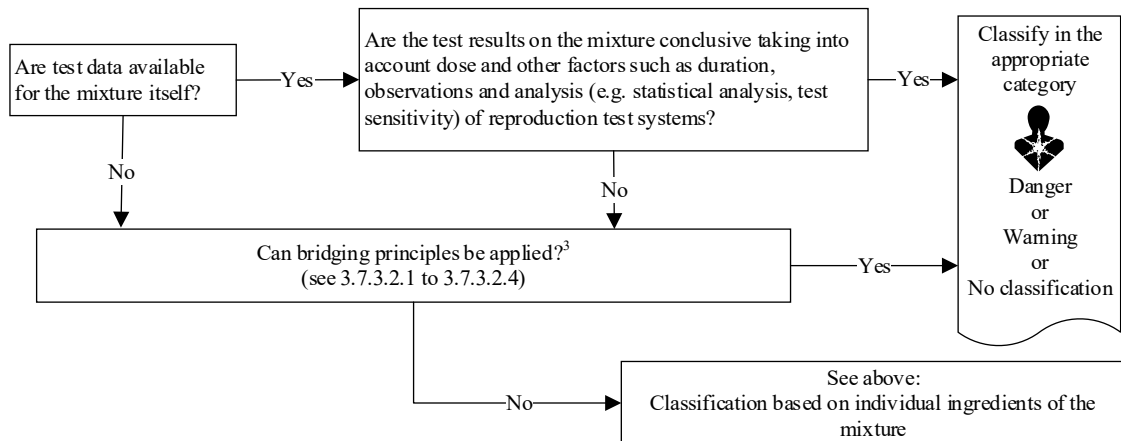 Are test data available
for the mixture itself?
Yes
Are the test results on the mixture conclusive taking into
account dose and other factors such as duration,
observations and analysis (e.g. statistical analysis, test
sensitivity) of reproduction test systems?
Yes
Classify in the
appropriate
category
Danger
or
Warning
or
No classification
No
No
Can bridging principles be applied?³
(see 3.7.3.2.1 to 3.7.3.2.4)
Yes
No
See above:
Classification based on individual ingredients of the
mixture